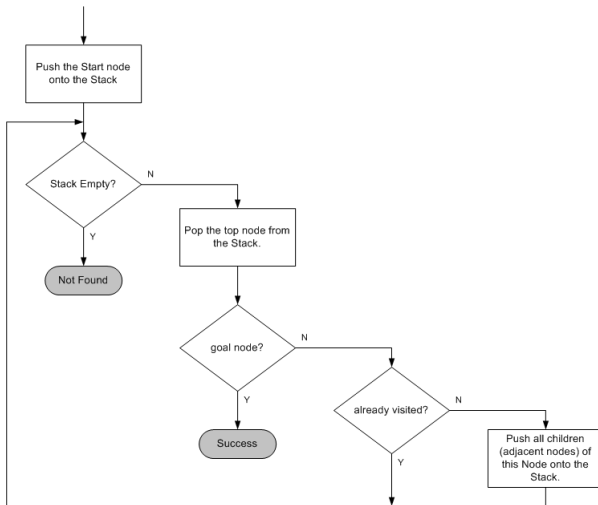 Push the Start node
onto the Stack
Stack Empty?
N
Y
Not Found
Pop the top node from
the Stack.
goal node?
N
Y
Success
already visited?
N
Y
Push all children
(adjacent nodes) of
this Node onto the
Stack.